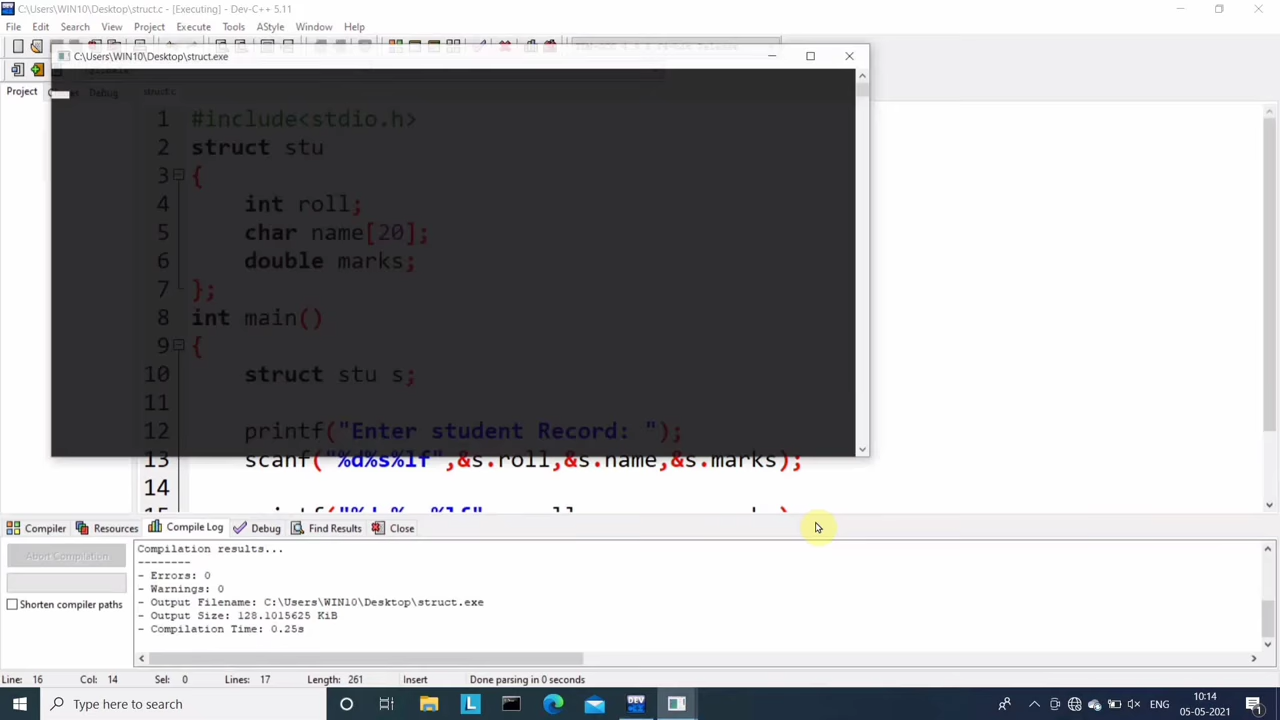 C:\Users\WIN10\Desktop\struct.c - [Executing] - Dev-C++ 5.11
File Edit Search View Project Execute Tools AStyle Window Help
C:\Users\WIN10\Desktop\struct.exe
Project Debug struct.c
1 #include<stdio.h>
2 struct stu
3 {
4 int roll;
5 char name[20];
6 double marks;
7 };
8 int main()
9 {
10 struct stu s;
11
12 printf("Enter student Record: ");
13 scanf("%d%s%lf",&s.roll,&s.name,&s.marks);
14
Compiler Resources Compile Log Debug Find Results Close
Abort Compilation
Shorten compiler paths
Compilation results...
--------
- Errors: 0
- Warnings: 0
- Output Filename: C:\Users\WIN10\Desktop\struct.exe
- Output Size: 128.1015625 KiB
- Compilation Time: 0.25s
Line: 16 Col: 14 Sel: 0 Lines: 17 Length: 261 Insert Done parsing in 0 seconds
Type here to search
ENG
10:14
05-05-2021